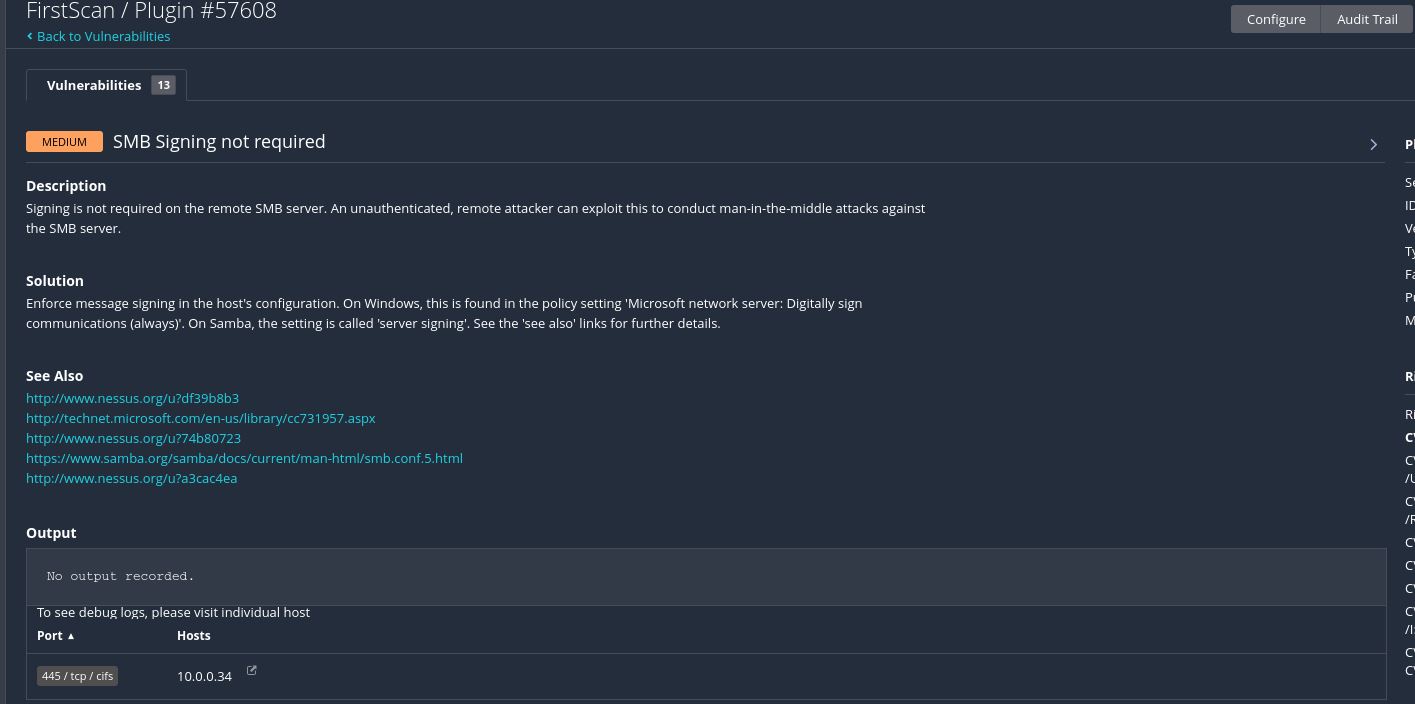 FirstScan / Plugin #57608
Configure
Audit Trail
‹ Back to Vulnerabilities
Vulnerabilities 13
MEDIUM SMB Signing not required
Description
Signing is not required on the remote SMB server. An unauthenticated, remote attacker can exploit this to conduct man-in-the-middle attacks against
the SMB server.
Solution
Enforce message signing in the host's configuration. On Windows, this is found in the policy setting 'Microsoft network server: Digitally sign
communications (always)'. On Samba, the setting is called 'server signing'. See the 'see also' links for further details.
See Also
http://www.nessus.org/u?df39b8b3
http://technet.microsoft.com/en-us/library/cc731957.aspx
http://www.nessus.org/u?74b80723
https://www.samba.org/samba/docs/current/man-html/smb.conf.5.html
http://www.nessus.org/u?a3cac4ea
Output
No output recorded.
To see debug logs, please visit individual host
Port ▲ Hosts
445 / tcp / cifs 10.0.0.34